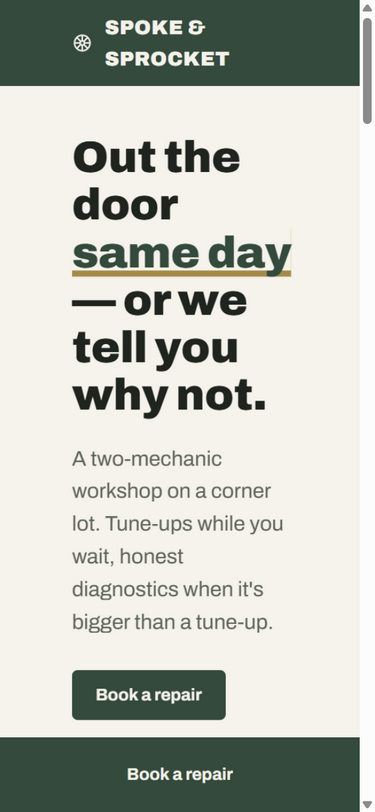 SPOKE &
SPROCKET
Out the
door
same day
— or we
tell you
why not.
A two-mechanic
workshop on a corner
lot. Tune-ups while you
wait, honest
diagnostics when it's
bigger than a tune-up.
Book a repair
Book a repair